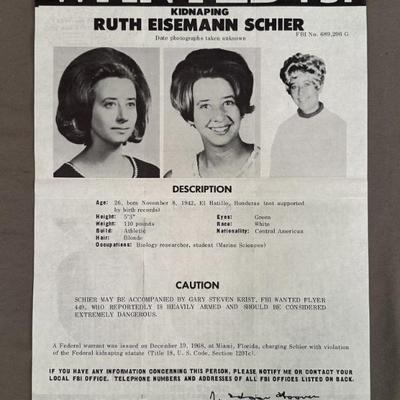 KIDNAPING
RUTH EISEMANN SCHIER
Date photographs taken unknown
FBI No. 689,296 G
DESCRIPTION
Age: 26, born November 8, 1942, El Hatillo, Honduras (not supported
by birth records)
Height: 5'3" Eyes: Green
Weight: 110 pounds Race: White
Build: Athletic Nationality: Central American
Hair: Blonde
Occupations: Biology researcher, student (Marine Sciences)
CAUTION
SCHIER MAY BE ACCOMPANIED BY GARY STEVEN KRIST, FBI WANTED FLYER
449, WHO REPORTEDLY IS HEAVILY ARMED AND SHOULD BE CONSIDERED
EXTREMELY DANGEROUS.
A Federal warrant was issued on December 19, 1968, at Miami, Florida, charging Schier with violation
of the Federal kidnaping statute (Title 18, U. S. Code, Section 1201c).
IF YOU HAVE ANY INFORMATION CONCERNING THIS PERSON, PLEASE NOTIFY ME OR CONTACT YOUR
LOCAL FBI OFFICE. TELEPHONE NUMBERS AND ADDRESSES OF ALL FBI OFFICES LISTED ON BACK.